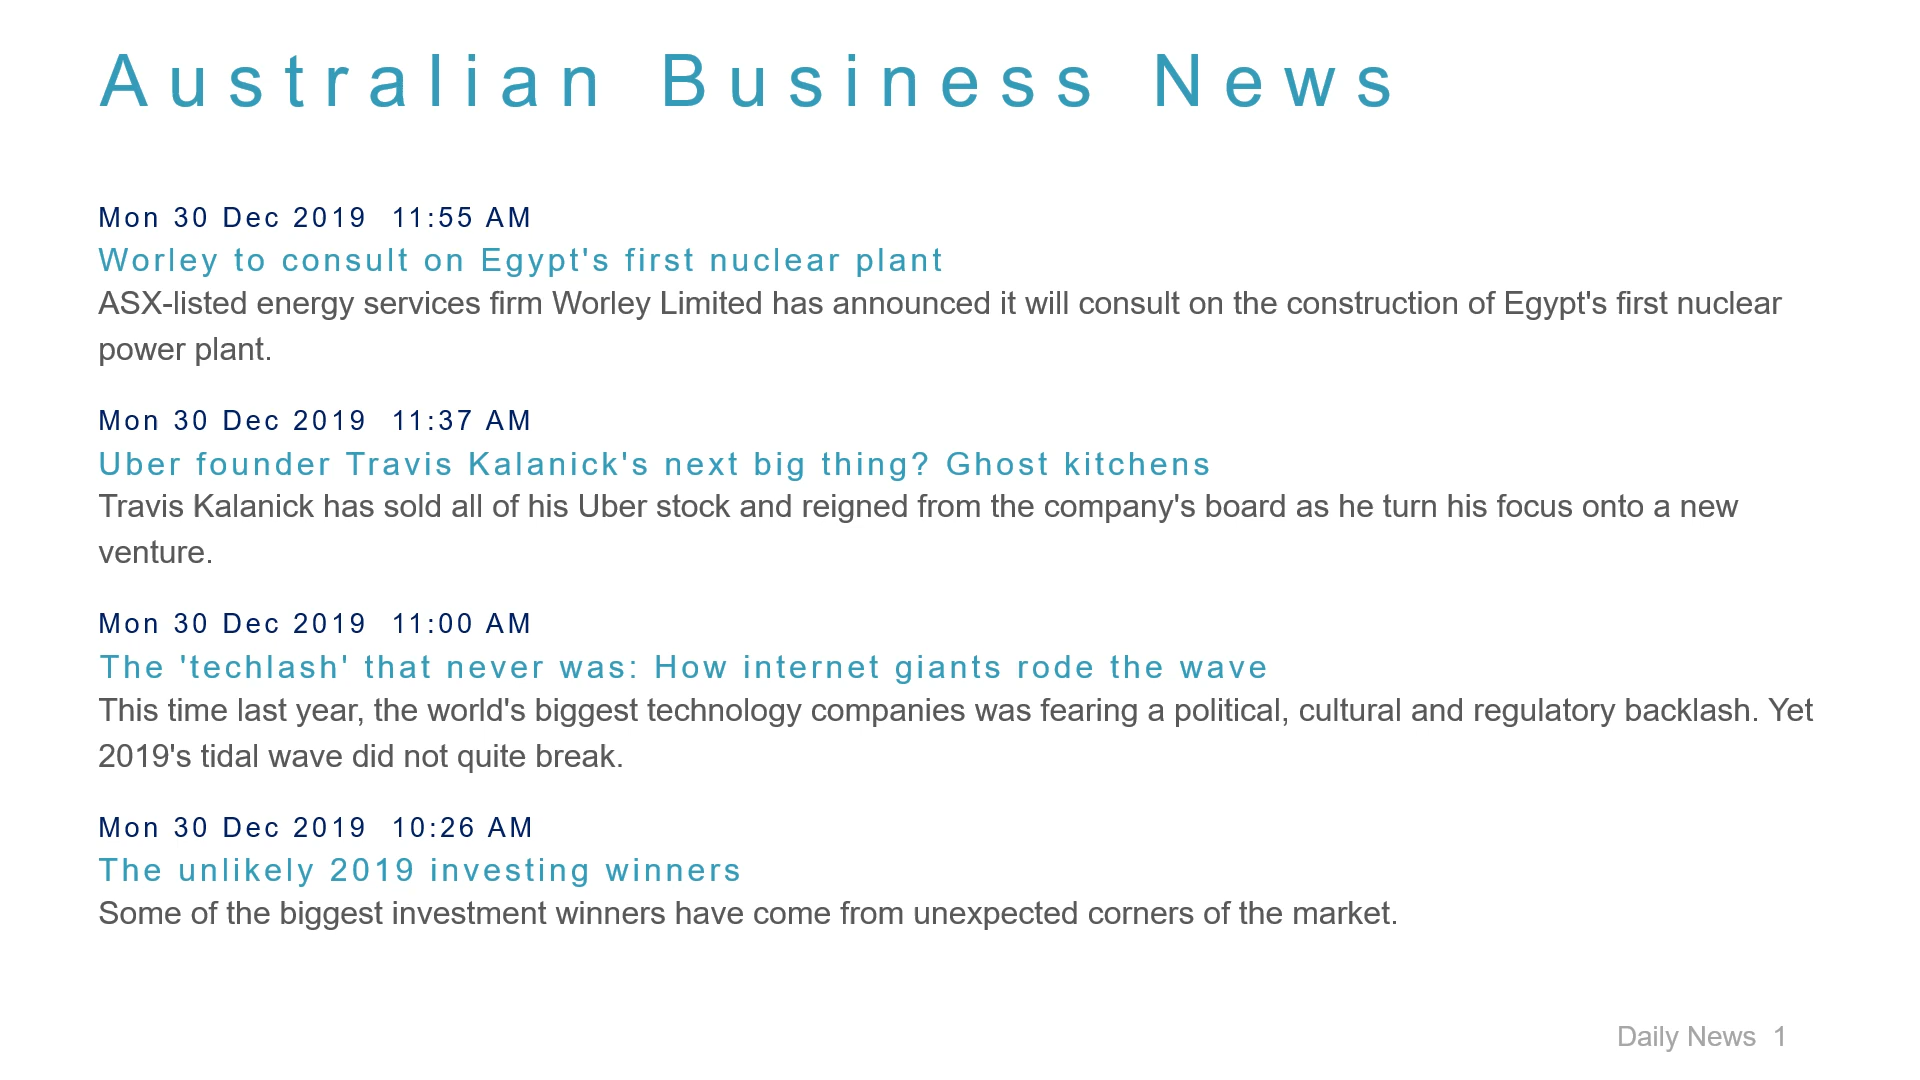 Australian Business News
Mon 30 Dec 2019  11:55 AM
Worley to consult on Egypt's first nuclear plant
ASX-listed energy services firm Worley Limited has announced it will consult on the construction of Egypt's first nuclear
power plant.
Mon 30 Dec 2019  11:37 AM
Uber founder Travis Kalanick's next big thing? Ghost kitchens
Travis Kalanick has sold all of his Uber stock and reigned from the company's board as he turn his focus onto a new
venture.
Mon 30 Dec 2019  11:00 AM
The 'techlash' that never was: How internet giants rode the wave
This time last year, the world's biggest technology companies was fearing a political, cultural and regulatory backlash. Yet
2019's tidal wave did not quite break.
Mon 30 Dec 2019  10:26 AM
The unlikely 2019 investing winners
Some of the biggest investment winners have come from unexpected corners of the market.
Daily News  1